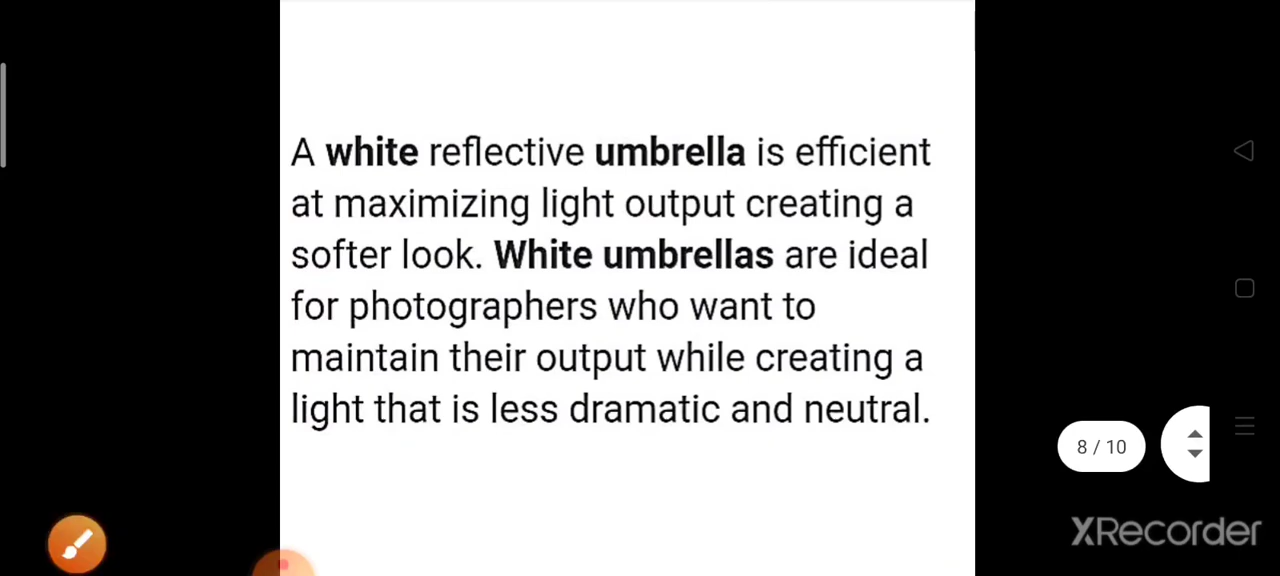 A white reflective umbrella is efficient
at maximizing light output creating a
softer look. White umbrellas are ideal
for photographers who want to
maintain their output while creating a
light that is less dramatic and neutral.
8 / 10
XRecorder